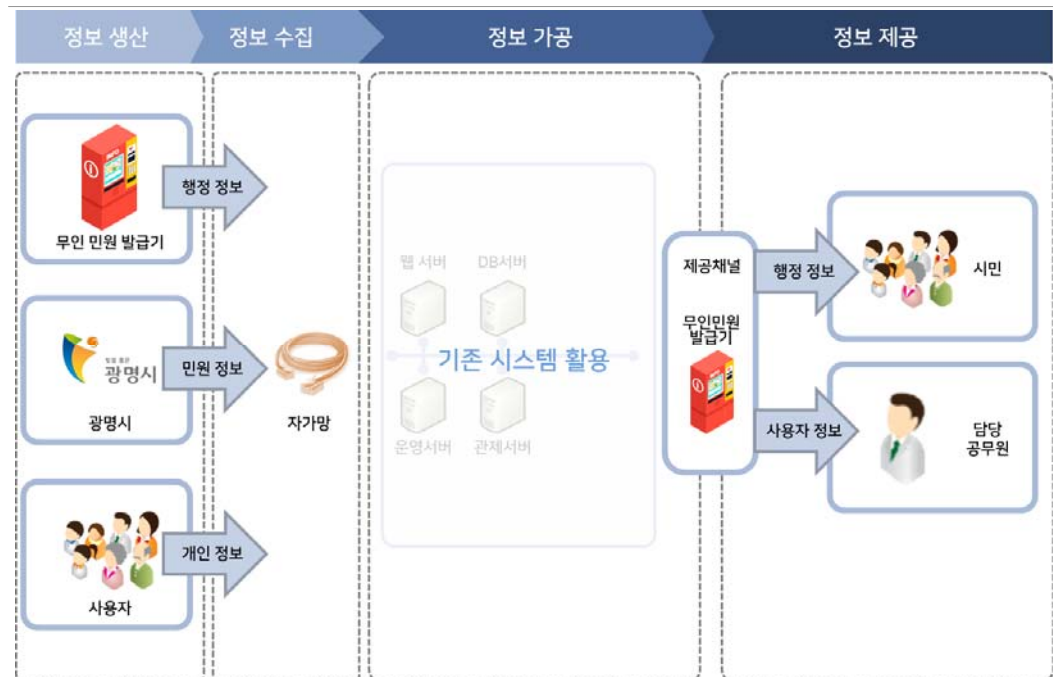 정보 생산
정보 수집
정보 가공
정보 제공
무인 민원 발급기
행정 정보
광명시
광명시
민원 정보
자가망
사용자
개인 정보
웹 서버
DB서버
기존 시스템 활용
운영서버
관제서버
제공채널
무인민원
발급기
행정 정보
시민
사용자 정보
담당
공무원